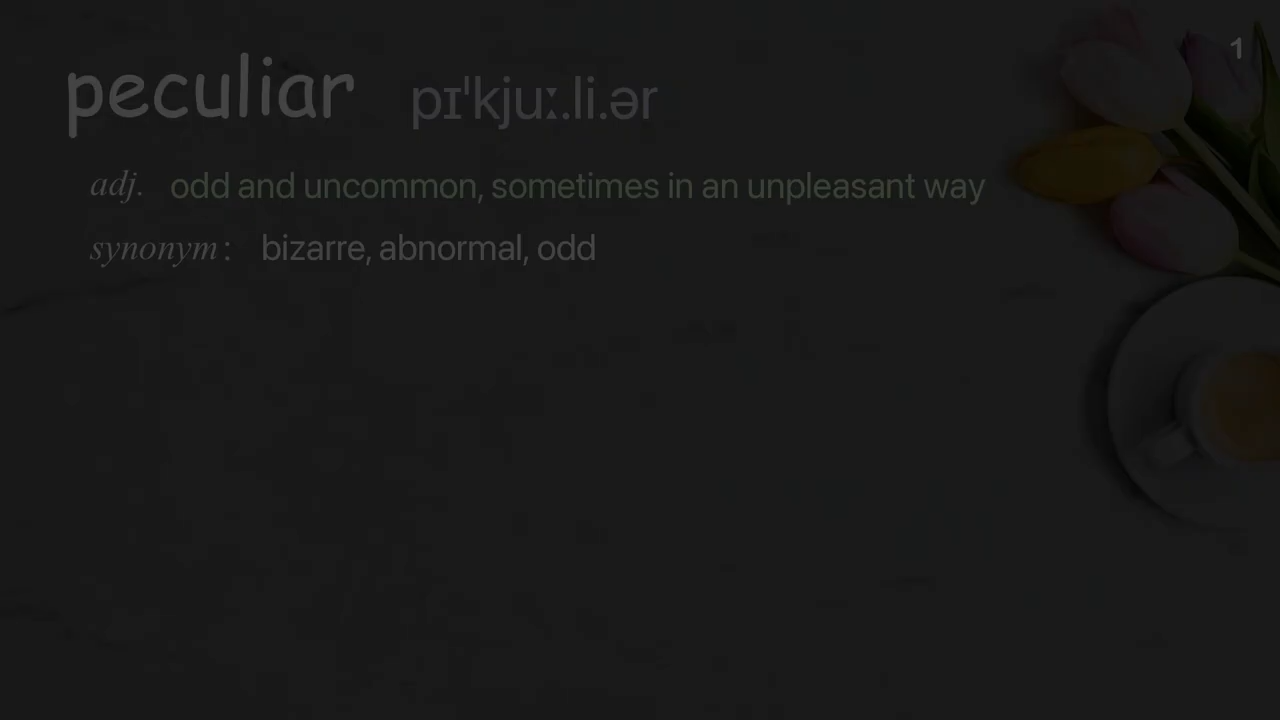 1
peculiar pɪˈkjuː.li.ər
adj. odd and uncommon, sometimes in an unpleasant way
synonym: bizarre, abnormal, odd